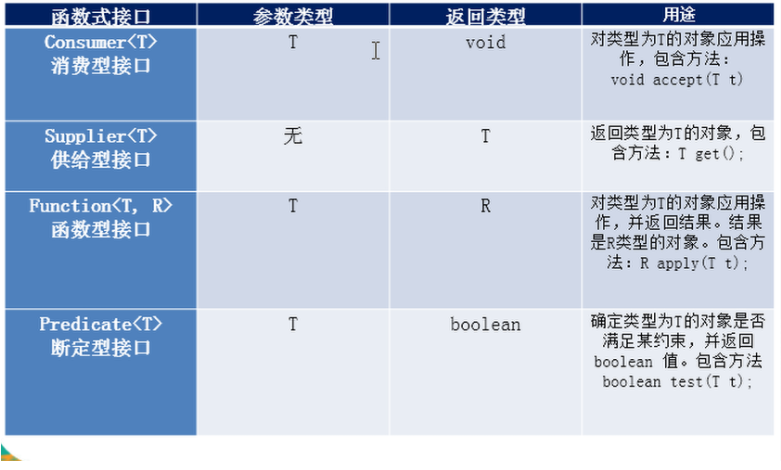 函数式接口 参数类型 返回类型 用途
Consumer<T> T void 对类型为T的对象应用操
消费型接口 作，包含方法：
void accept(T t)
Supplier<T> 无 T 返回类型为T的对象，包
供给型接口 含方法：T get();
Function<T, R> T R 对类型为T的对象应用操
函数型接口 作，并返回结果。结果
是R类型的对象。包含方
法：R apply(T t);
Predicate<T> T boolean 确定类型为T的对象是否
断定型接口 满足某约束，并返回
boolean 值。包含方法
boolean test(T t);